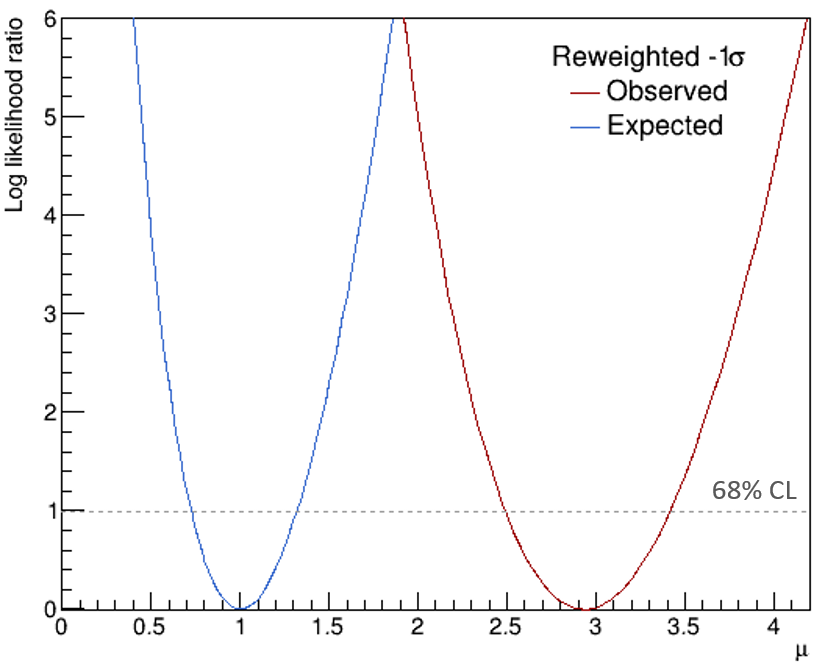 Log likelihood ratio
6
5
4
3
2
1
0
Reweighted -1σ
Observed
Expected
68% CL
0
0.5
1
1.5
2
2.5
3
3.5
4
μ